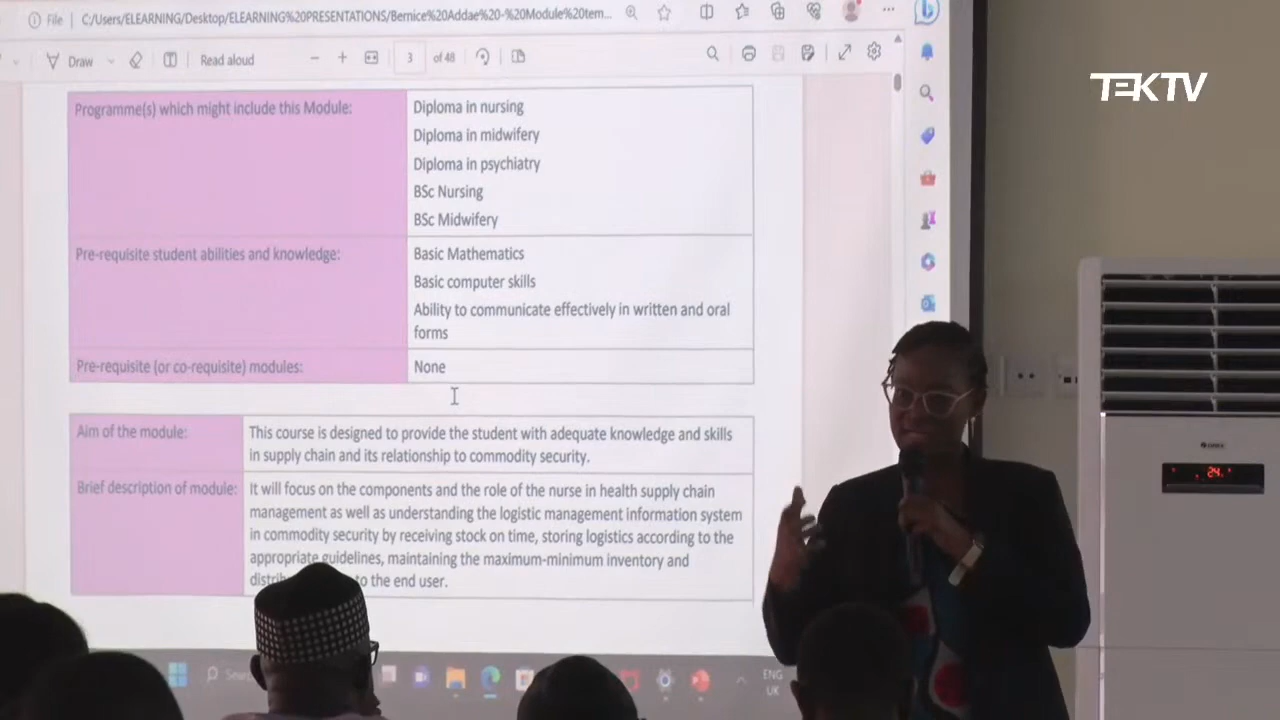 File C:/Users/ELEARNING/Desktop/ELEARNING%20PRESENTATIONS/Bernice%20Addae%20-%20Module%20tem...
Draw
Read aloud
3 of 48
TEKTV
Programme(s) which might include this Module:
Diploma in nursing
Diploma in midwifery
Diploma in psychiatry
BSc Nursing
BSc Midwifery
Pre-requisite student abilities and knowledge:
Basic Mathematics
Basic computer skills
Ability to communicate effectively in written and oral
forms
Pre-requisite (or co-requisite) modules:
None
Aim of the module:
This course is designed to provide the student with adequate knowledge and skills
in supply chain and its relationship to commodity security.
Brief description of module:
It will focus on the components and the role of the nurse in health supply chain
management as well as understanding the logistic management information system
in commodity security by receiving stock on time, storing logistics according to the
appropriate guidelines, maintaining the maximum-minimum inventory and
to the end user.
24
ENG
UK